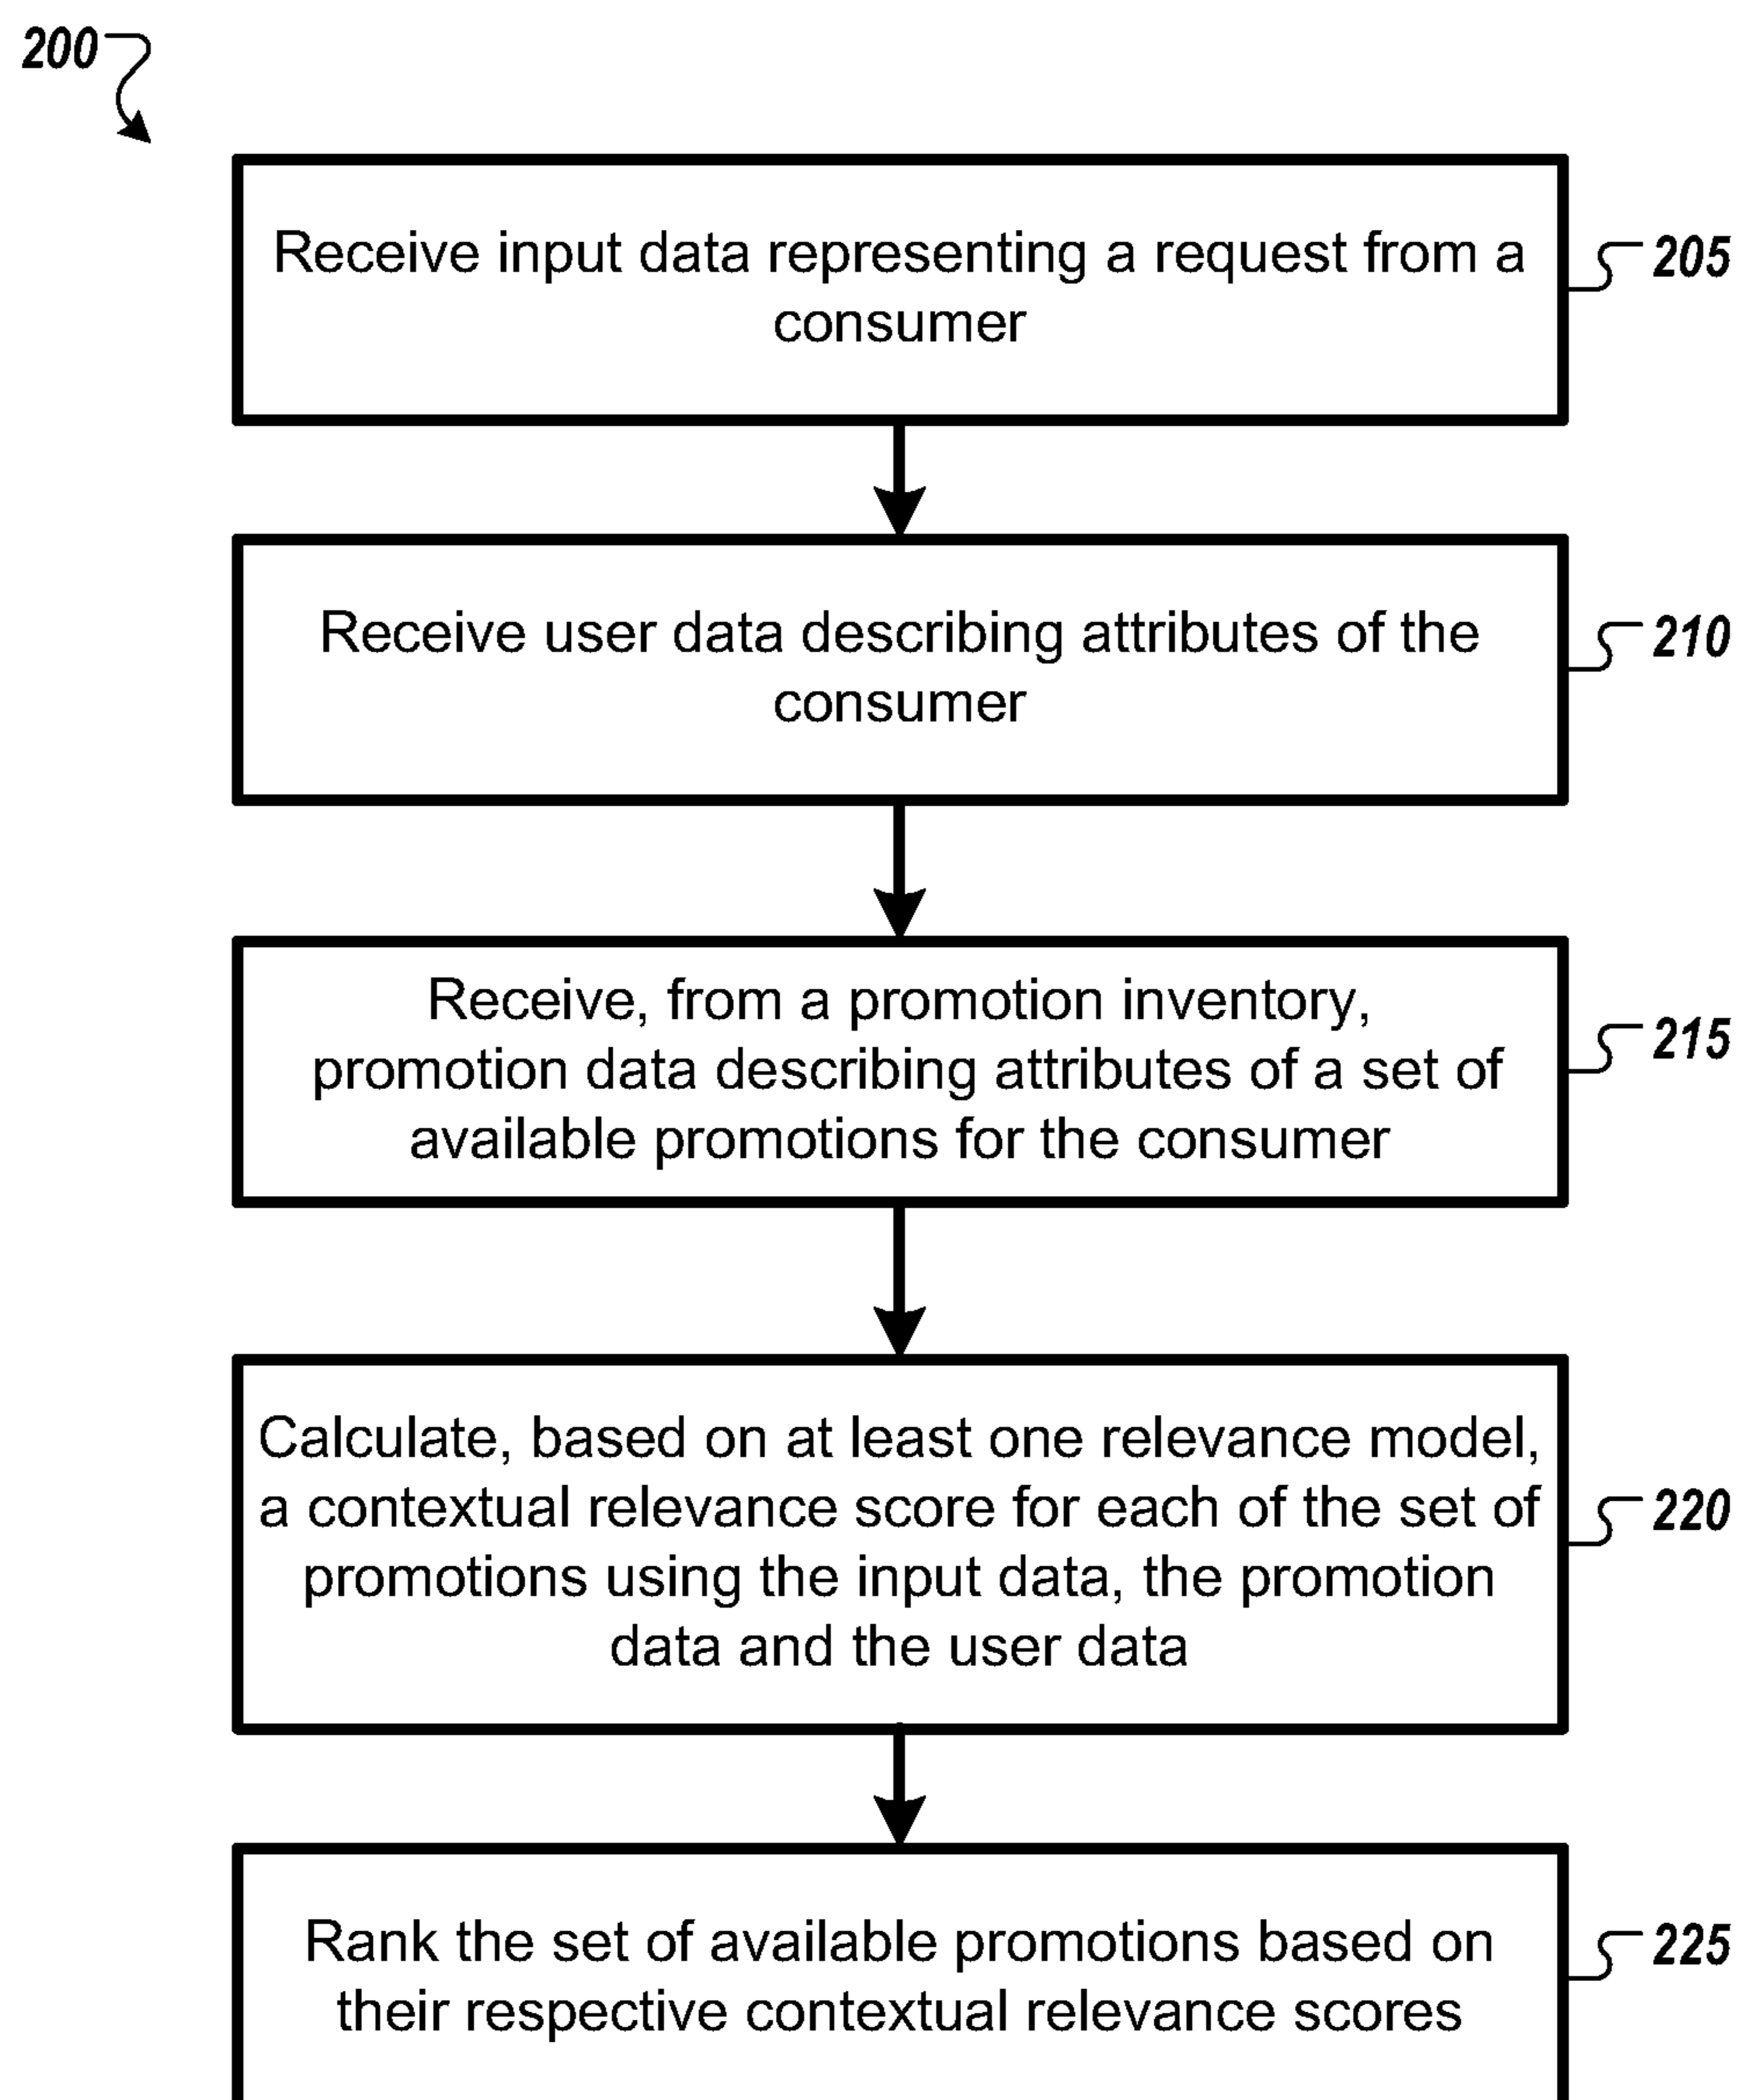 200
Receive input data representing a request from a
consumer
205
Receive user data describing attributes of the
consumer
210
Receive, from a promotion inventory,
promotion data describing attributes of a set of
available promotions for the consumer
215
Calculate, based on at least one relevance model,
a contextual relevance score for each of the set of
promotions using the input data, the promotion
data and the user data
220
Rank the set of available promotions based on
their respective contextual relevance scores
225